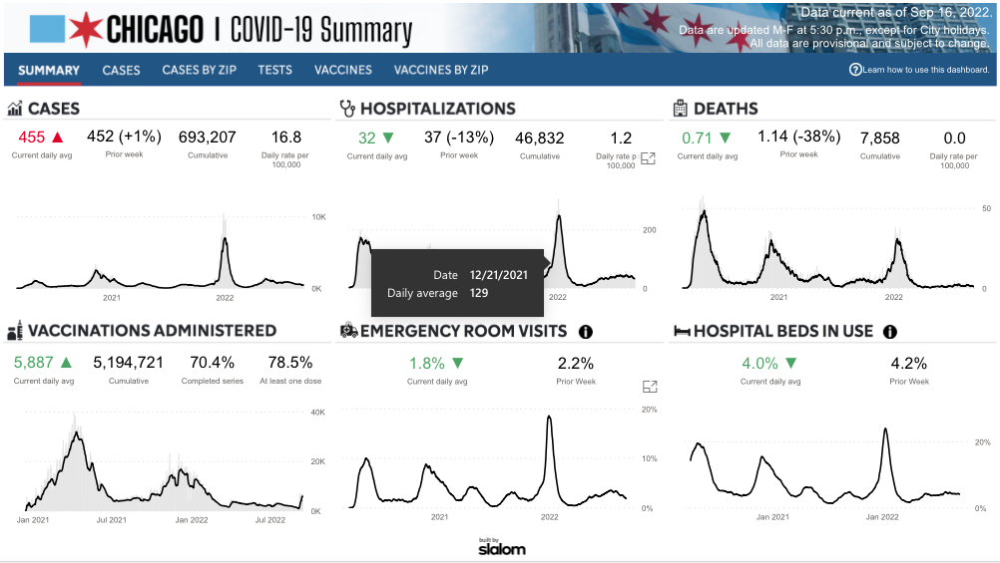 CHICAGO | COVID-19 Summary
Data current as of Sep 16, 2022.
Data are updated M-F at 5:30 p.m., except for City holidays.
All data are provisional and subject to change.
SUMMARY CASES CASES BY ZIP TESTS VACCINES VACCINES BY ZIP
? Learn how to use this dashboard.
CASES
455 ▲ 452 (+1%) 693,207 16.8
Current daily avg Prior week Cumulative Daily rate per
100,000
10K
0K
2021 2022
HOSPITALIZATIONS
32 ▼ 37 (-13%) 46,832 1.2
Current daily avg Prior week Cumulative Daily rate p
100,000
200
Date 12/21/2021
Daily average 129
0
2022
DEATHS
0.71 ▼ 1.14 (-38%) 7,858 0.0
Current daily avg Prior week Cumulative Daily rate per
100,000
50
0
2021 2022
VACCINATIONS ADMINISTERED
5,887 ▲ 5,194,721 70.4% 78.5%
Current daily avg Cumulative Completed series At least one dose
40K
20K
0K
Jan 2021 Jul 2021 Jan 2022 Jul 2022
EMERGENCY ROOM VISITS i
1.8% ▼ 2.2%
Current daily avg Prior Week
20%
10%
0%
2021 2022
HOSPITAL BEDS IN USE i
4.0% ▼ 4.2%
Current daily avg Prior Week
20%
0%
Jan 2021 Jan 2022
built by
slalom